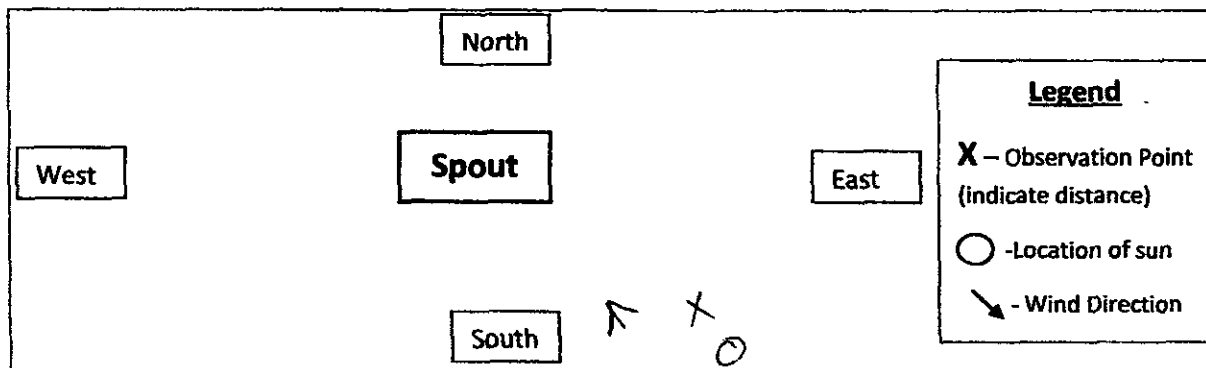 North
Legend
X – Observation Point
(indicate distance)
West
Spout
East
-Location of sun
- Wind Direction
South
X